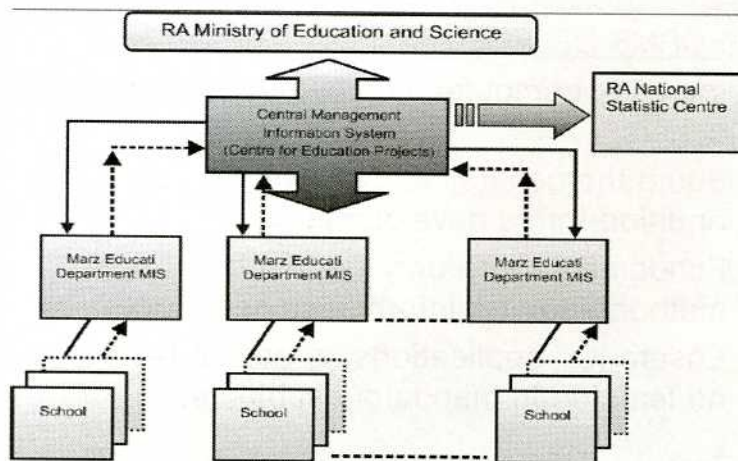 RA Ministry of Education and Science
Central Management
Information System
(Centre for Education Projects)
RA National
Statistic Centre
Marz Educati
Department MIS
Marz Educati
Department MIS
Marz Educati
Department MIS
School
School
School